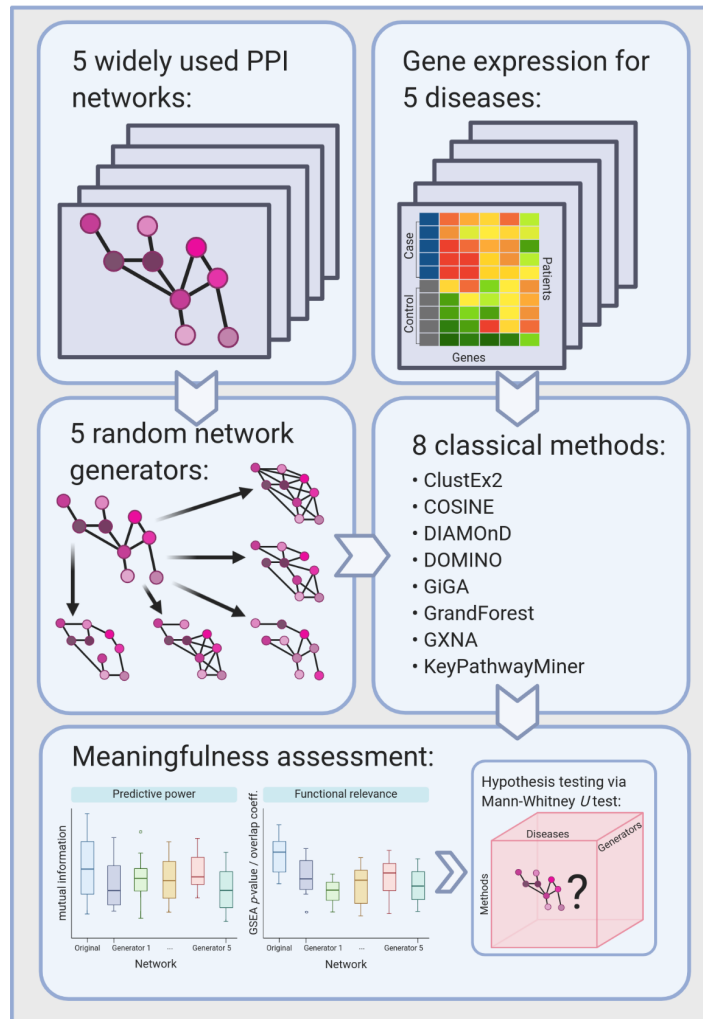 5 widely used PPI
networks:
Gene expression for
5 diseases:
Case
Control
Patients
Genes
5 random network
generators:
8 classical methods:
• ClustEx2
• COSINE
• DIAMOnD
• DOMINO
• GiGA
• GrandForest
• GXNA
• KeyPathwayMiner
Meaningfulness assessment:
Predictive power
mutual information
Original
Generator 1
...
Generator 5
Network
Functional relevance
GSEA p-value / overlap coeff.
Original
Generator 1
...
Generator 5
Network
Hypothesis testing via
Mann-Whitney U test:
Diseases
Generators
Methods
?